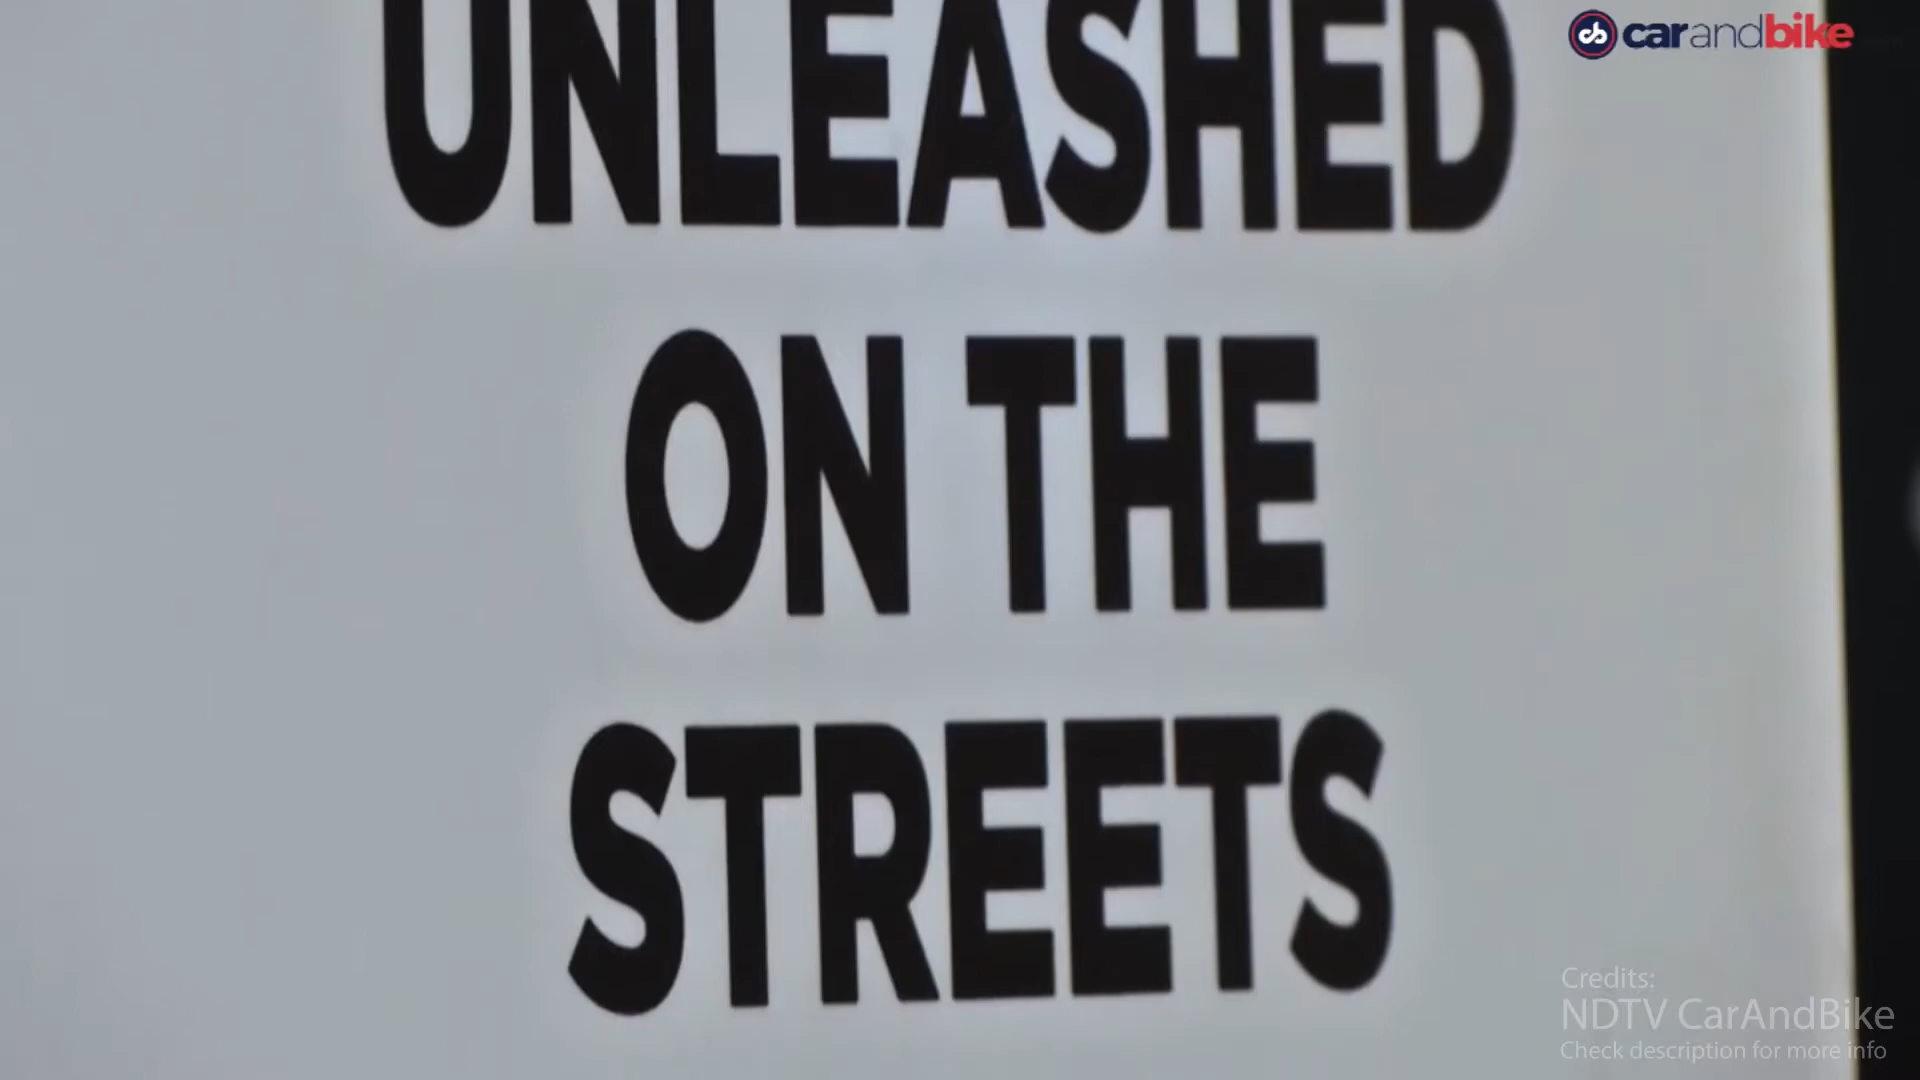 carandbike
UNLEASHED
ON THE
STREETS
Credits:
NDTV CarAndBike
Check description for more info